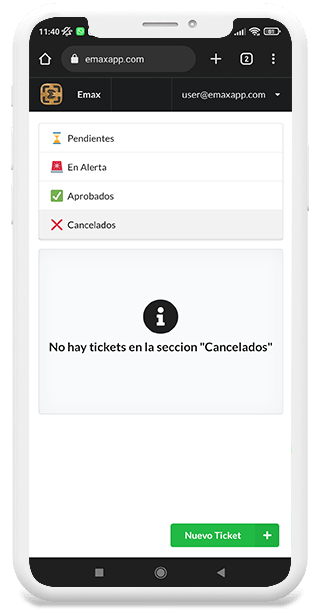 11:40
81
emaxapp.com
2
Emax
user@emaxapp.com
Pendientes
En Alerta
Aprobados
Cancelados
No hay tickets en la seccion "Cancelados"
Nuevo Ticket